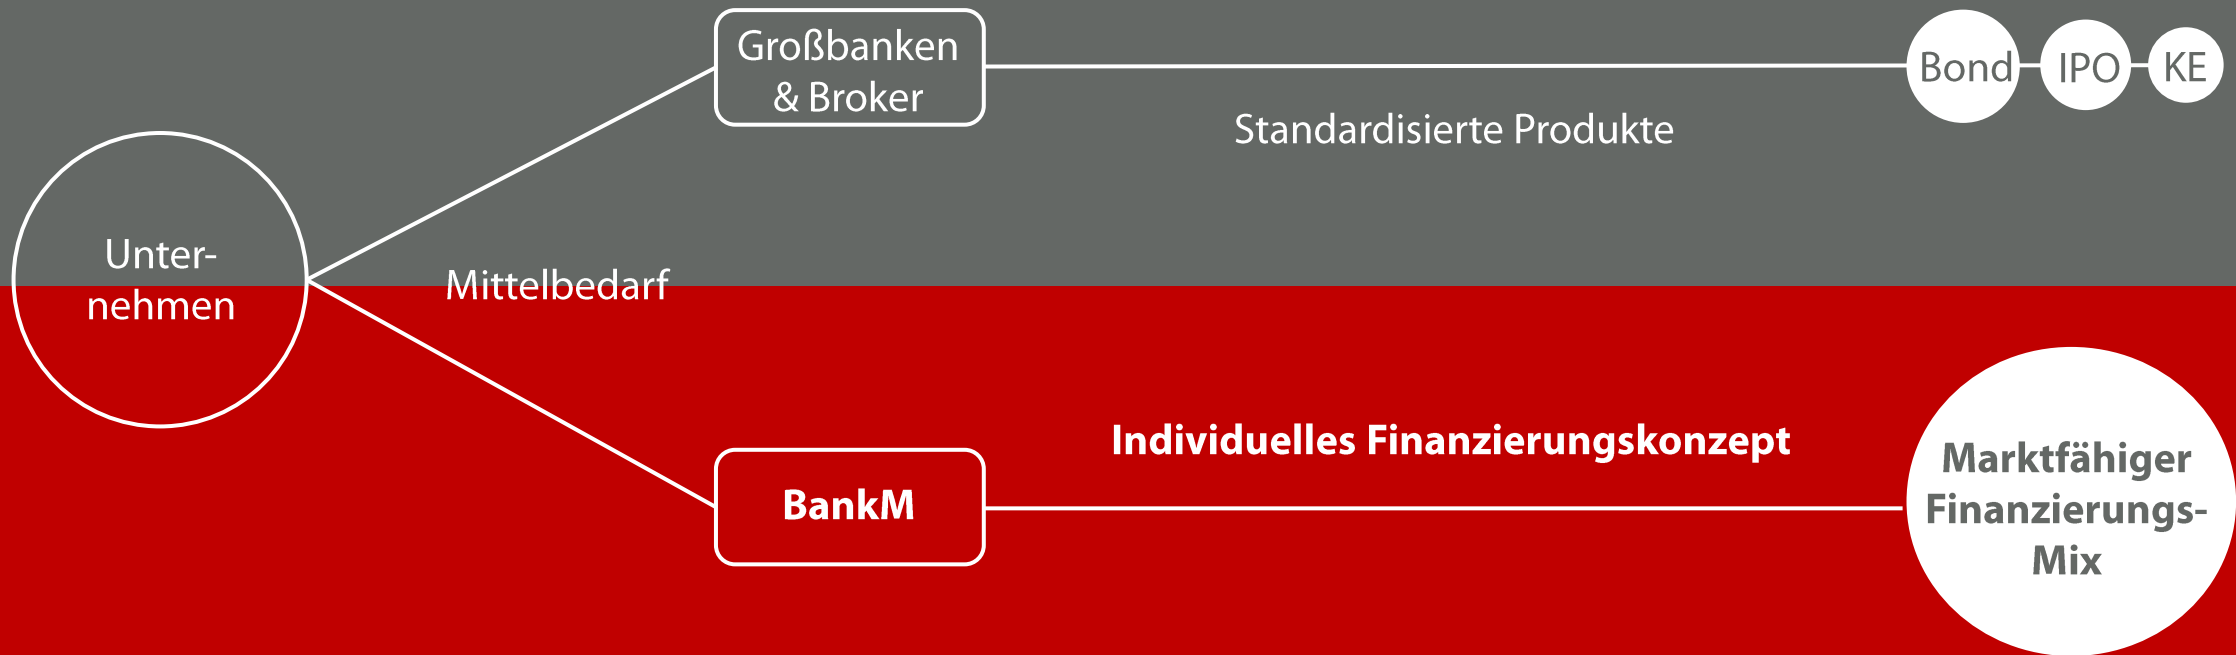 Großbanken
& Broker
Bond
IPO
KE
Standardisierte Produkte
Unter-
nehmen
Mittelbedarf
Individuelles Finanzierungskonzept
BankM
Marktfähiger
Finanzierungs-
Mix